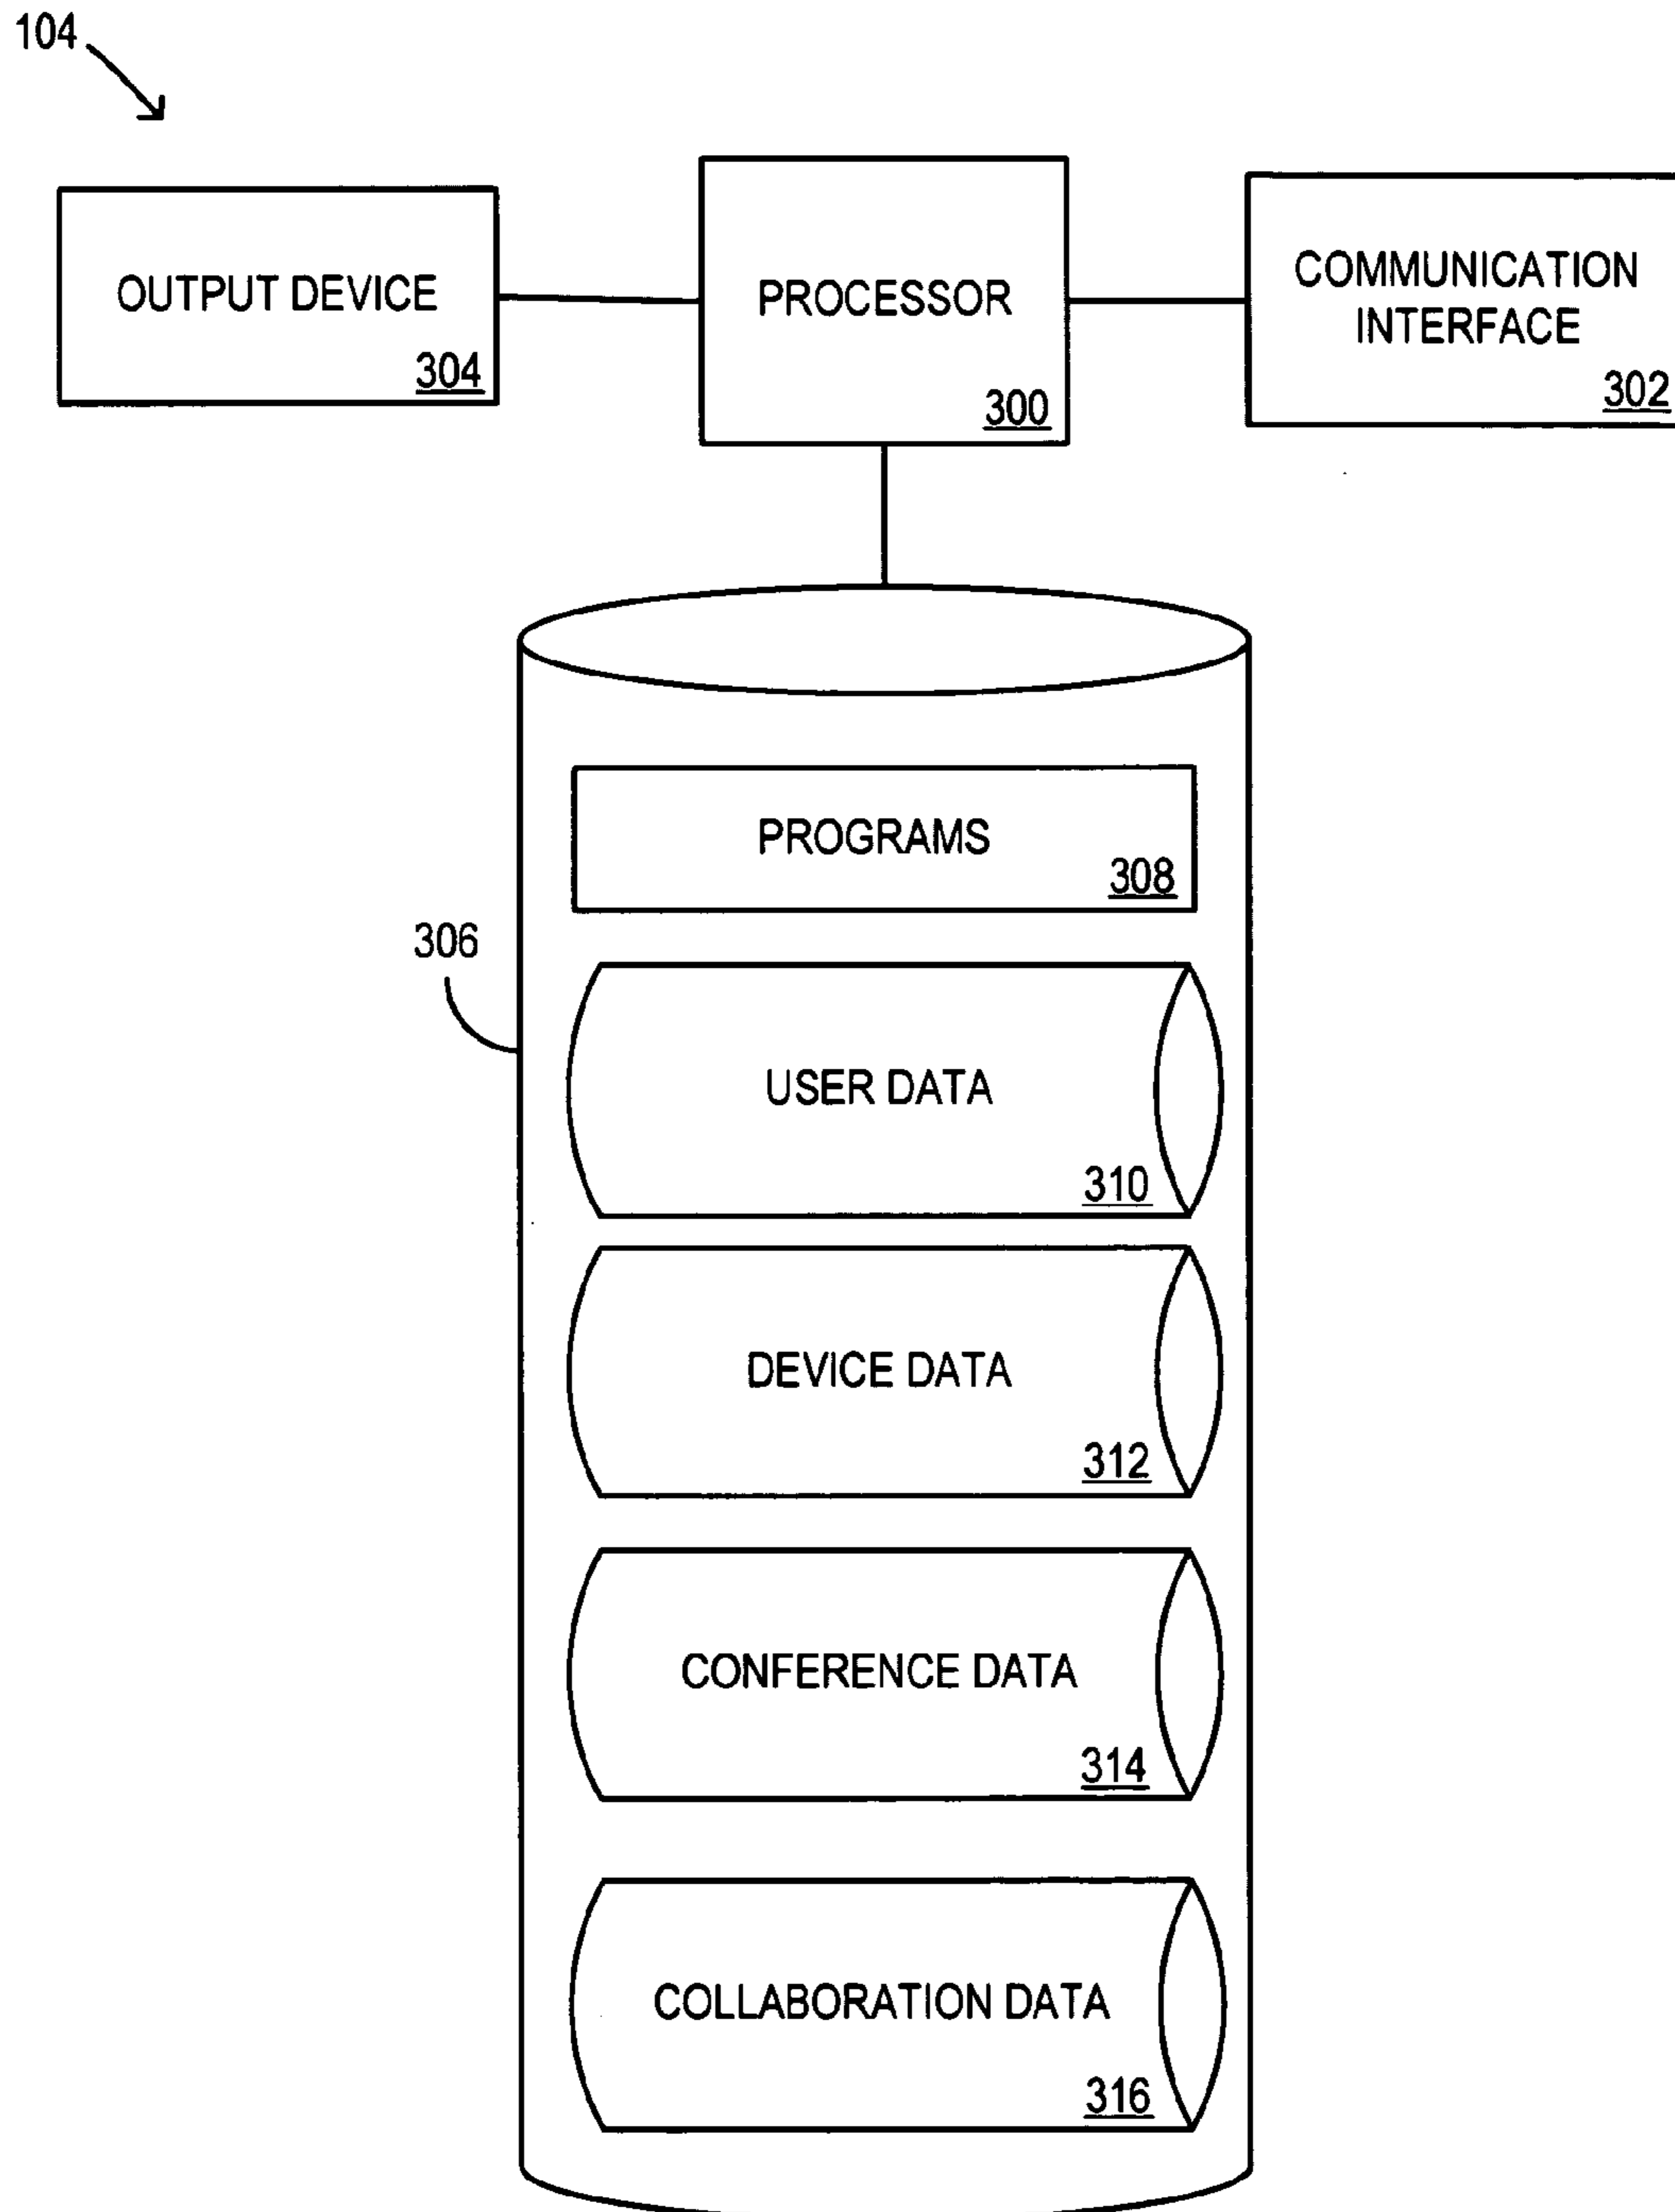 104
OUTPUT DEVICE
304
PROCESSOR
300
COMMUNICATION
INTERFACE
302
PROGRAMS
308
306
USER DATA
310
DEVICE DATA
312
CONFERENCE DATA
314
COLLABORATION DATA
316